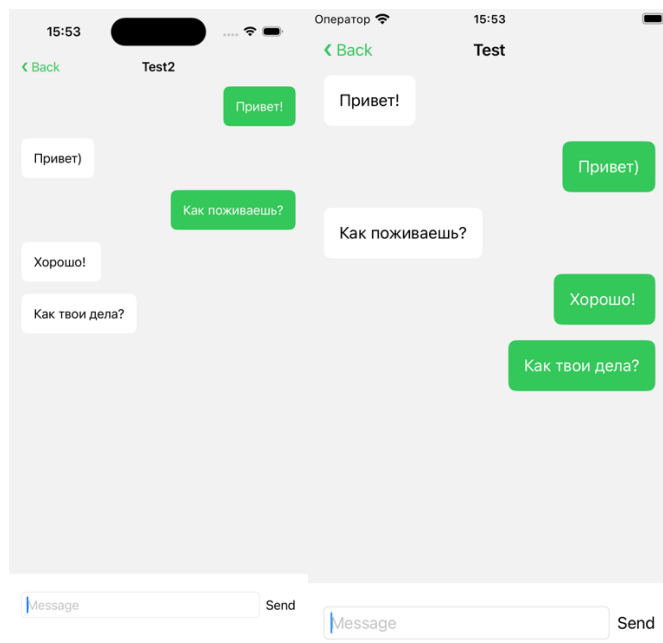 15:53
Back
Test2
Привет!
Привет)
Как поживаешь?
Хорошо!
Как твои дела?
Message
Send
Оператор
15:53
Back
Test
Привет!
Привет)
Как поживаешь?
Хорошо!
Как твои дела?
Message
Send